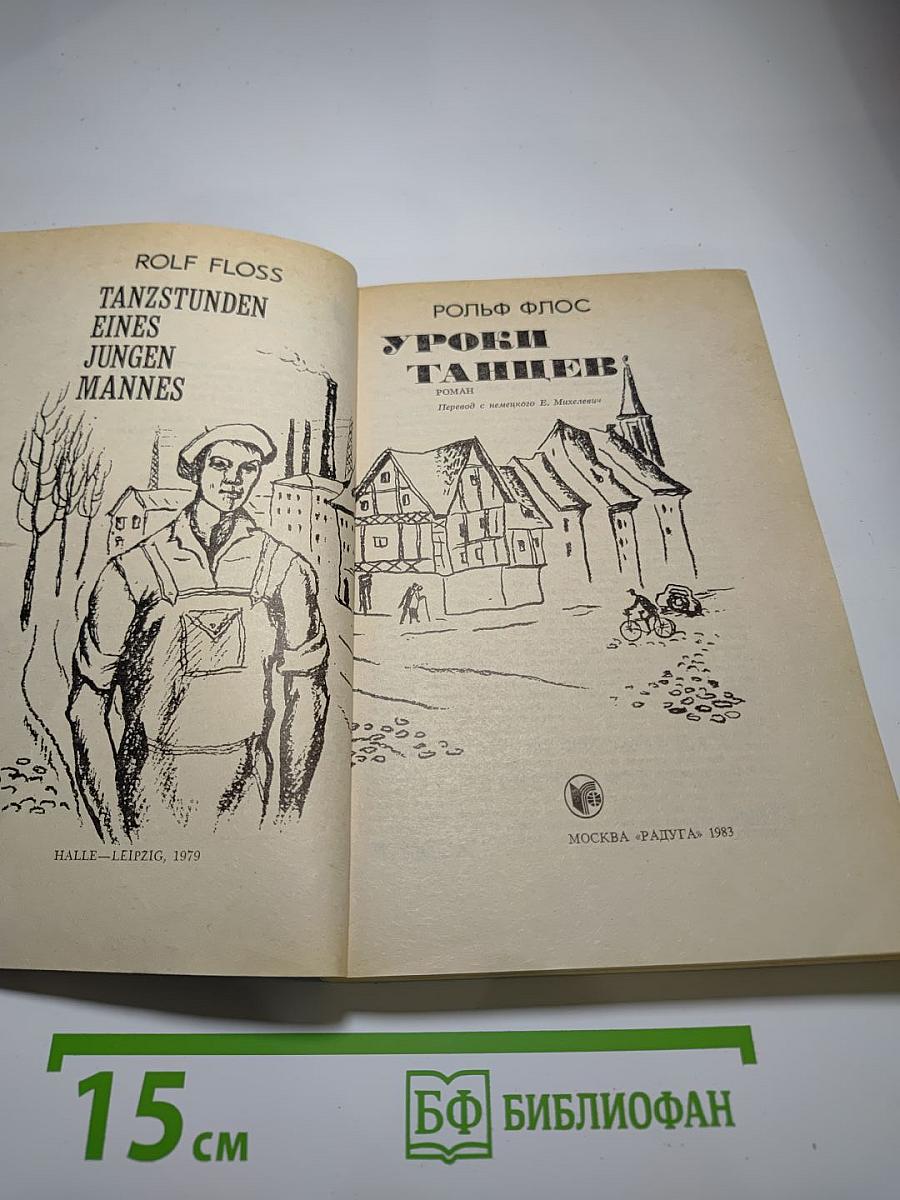 ROLF FLOSS
TANZSTUNDEN
EINES
JUNGEN
MANNES
HALLE—LEIPZIG, 1979
РОЛЬФ ФЛОС
УРОКИ
ТАНЦЕВ
РОМАН
Перевод с немецкого Е. Михелевич
МОСКВА «РАДУГА» 1983
15 см
БФ БИБЛИОФАН